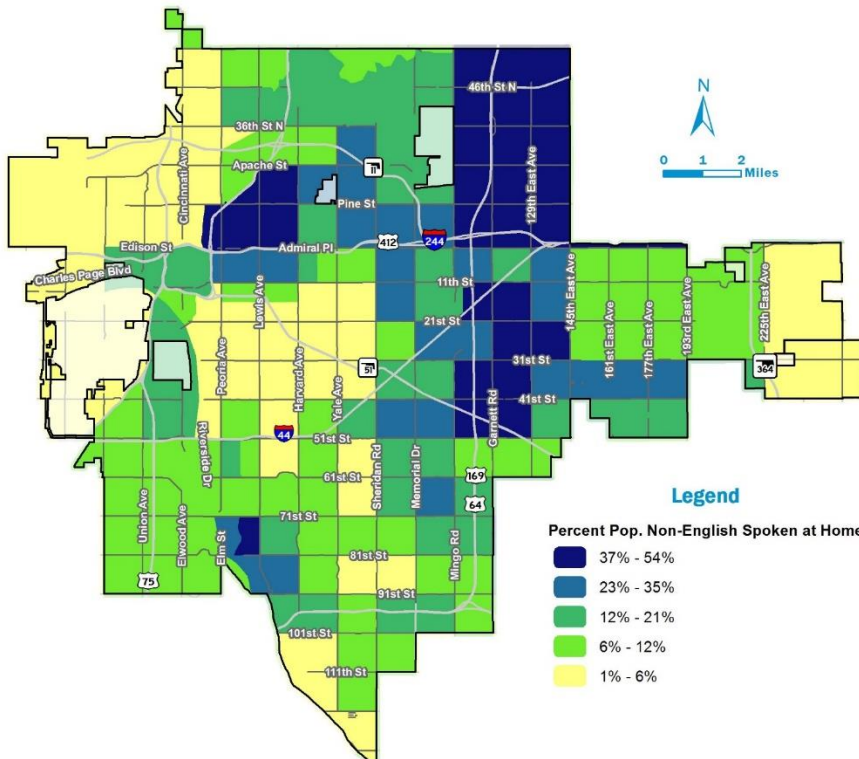 46th St N
N
36th St N
0 1 2
Miles
Cincinnati Ave
Apache St
11
129th East Ave
Pine St
Edison St
Admiral Pl
412
244
Charles Page Blvd
11th St
Lewis Ave
145th East Ave
161st East Ave
177th East Ave
193rd East Ave
225th East Ave
21st St
Peoria Ave
Harvard Ave
Yale Ave
31st St
51
364
41st St
Garnett Rd
Riverside Dr
44
51st St
Sheridan Rd
Memorial Dr
61st St
169
64
Union Ave
Elwood Ave
Elm St
71st St
Mingo Rd
81st St
75
91st St
101st St
111th St
Legend
Percent Pop. Non-English Spoken at Home
37% - 54%
23% - 35%
12% - 21%
6% - 12%
1% - 6%